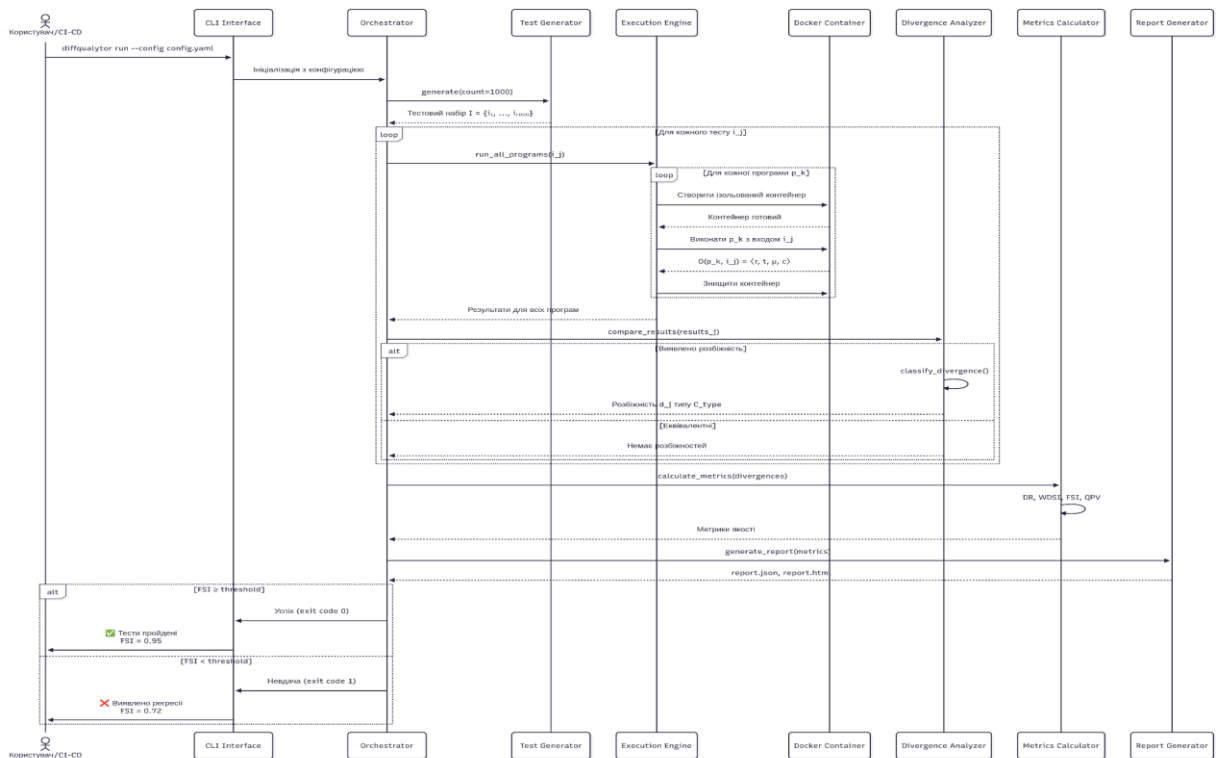 Користувач/CI-CD
CLI Interface
Orchestrator
Test Generator
Execution Engine
Docker Container
Divergence Analyzer
Metrics Calculator
Report Generator
diffqualytor run --config config.yaml
Ініціалізація з конфігурацією
generate(count=1000)
Тестовий набір I = {i₁, ..., i₁₀₀₀}
loop
[Для кожного тесту i_j]
run_all_programs(i_j)
loop
[Для кожної програми p_k]
Створити ізольований контейнер
Контейнер готовий
Виконати p_k з входом i_j
O(p_k, i_j) = ⟨r, t, μ, c⟩
Знищити контейнер
Результати для всіх програм
compare_results(results_j)
alt
[Виявлено розбіжність]
classify_divergence()
Розбіжність d_j типу C_type
[Еквівалентні]
Немає розбіжностей
calculate_metrics(divergences)
DR, WDSI, FSI, QPV
Метрики якості
generate_report(metrics)
report.json, report.htm
alt
[FSI ≥ threshold]
Успіх (exit code 0)
✅ Тести пройдені
FSI = 0.95
[FSI < threshold]
Невдача (exit code 1)
❌ Виявлено регресії
FSI = 0.72
Користувач/CI-CD
CLI Interface
Orchestrator
Test Generator
Execution Engine
Docker Container
Divergence Analyzer
Metrics Calculator
Report Generator